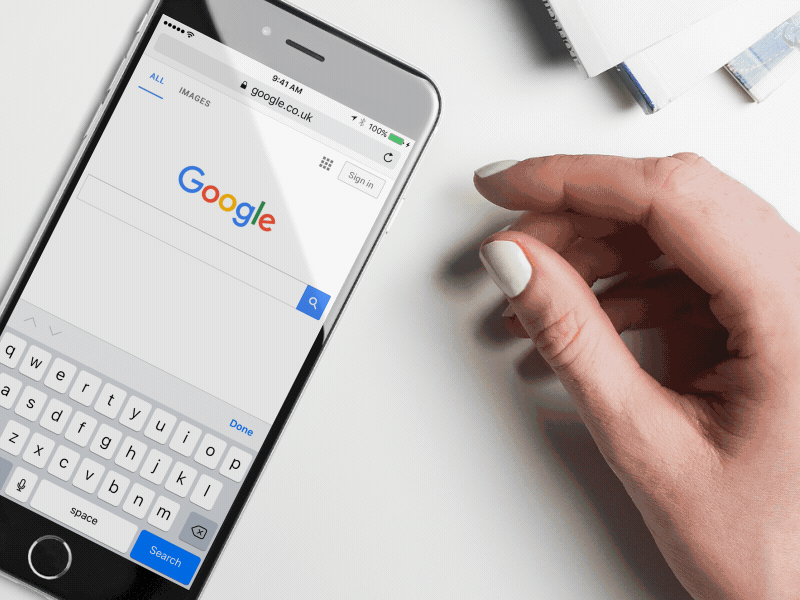 9:41 AM
100%
google.co.uk
ALL
IMAGES
Sign in
Google
Done
q w e r t y u i o p
a s d f g h j k l
z x c v b n m
space
Search